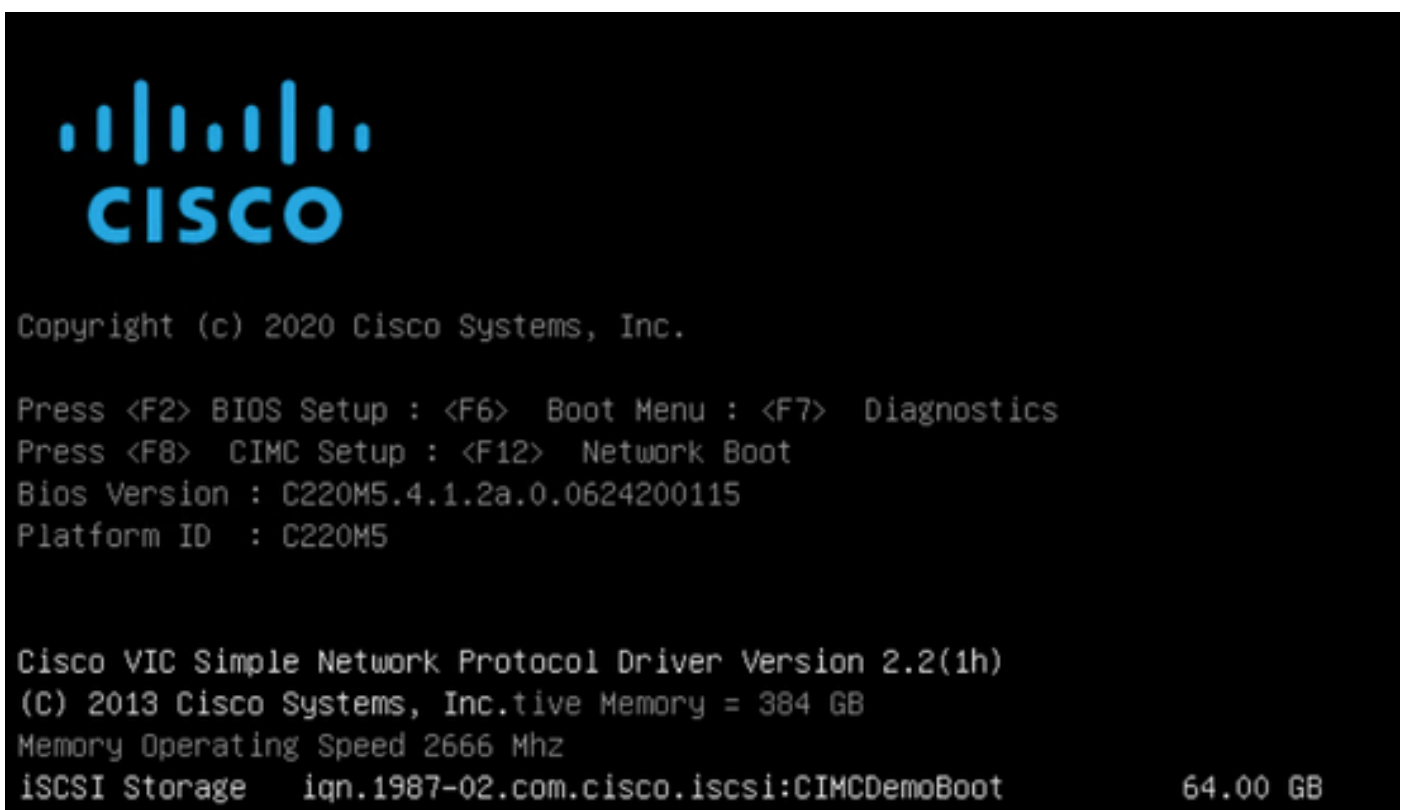 CISCO
Copyright (c) 2020 Cisco Systems, Inc.
Press <F2> BIOS Setup : <F6> Boot Menu : <F7> Diagnostics
Press <F8> CIMC Setup : <F12> Network Boot
Bios Version : C220M5.4.1.2a.0.0624200115
Platform ID : C220M5
Cisco VIC Simple Network Protocol Driver Version 2.2(1h)
(C) 2013 Cisco Systems, Inc.tive Memory = 384 GB
Memory Operating Speed 2666 Mhz
iSCSI Storage iqn.1987-02.com.cisco.iscsi:CIMCDemoBoot 64.00 GB